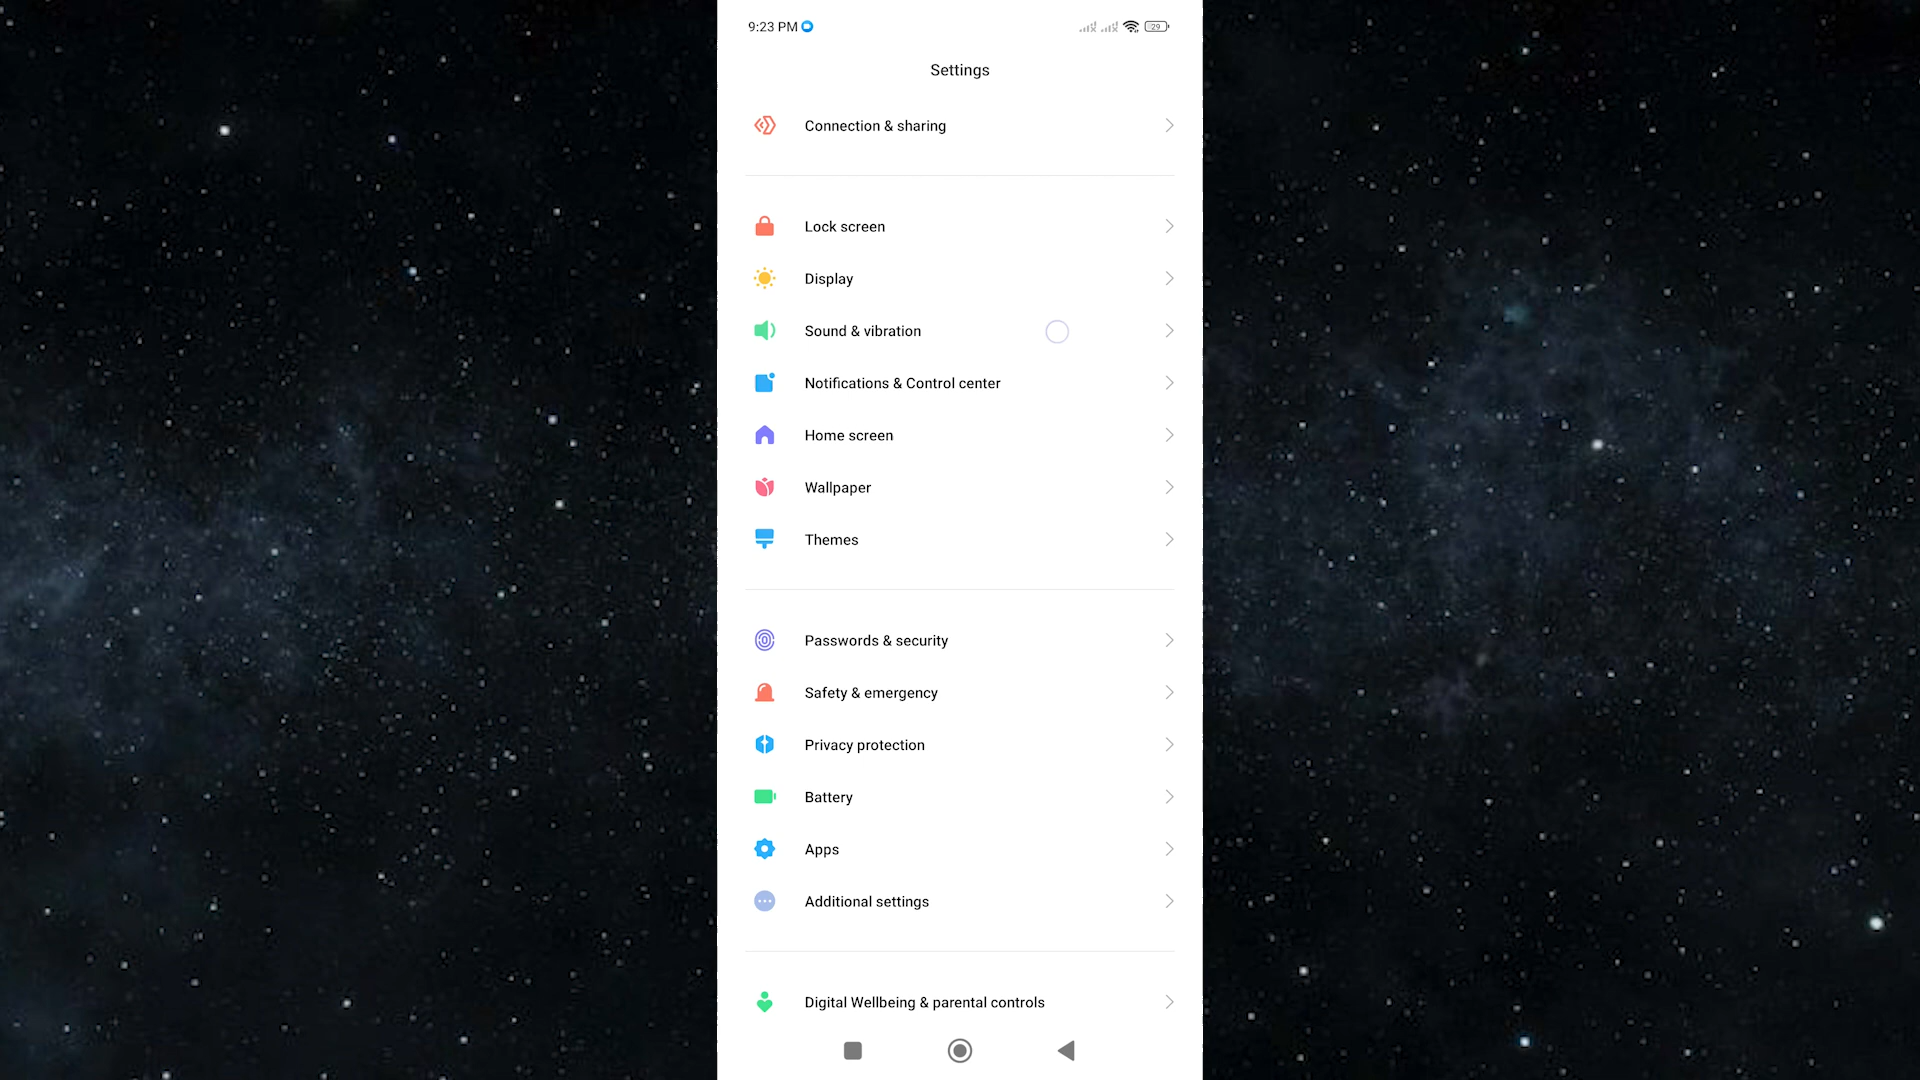 9:23 PM
29
Settings
Connection & sharing
Lock screen
Display
Sound & vibration
Notifications & Control center
Home screen
Wallpaper
Themes
Passwords & security
Safety & emergency
Privacy protection
Battery
Apps
Additional settings
Digital Wellbeing & parental controls